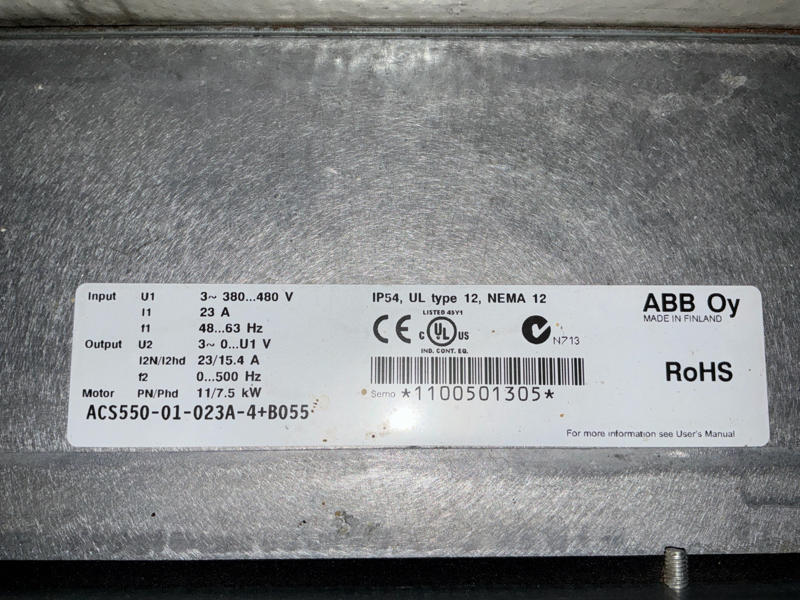 Input U1 3~ 380...480 V
I1 23 A
f1 48...63 Hz
Output U2 3~ 0...U1 V
I2N/I2hd 23/15.4 A
f2 0...500 Hz
Motor PN/Phd 11/7.5 kW
ACS550-01-023A-4+B055
IP54, UL type 12, NEMA 12
LISTED 45Y1
CE C UL US
IND. CONT. EQ.
N713
Semo *1100501305*
ABB Oy
MADE IN FINLAND
RoHS
For more information see User's Manual